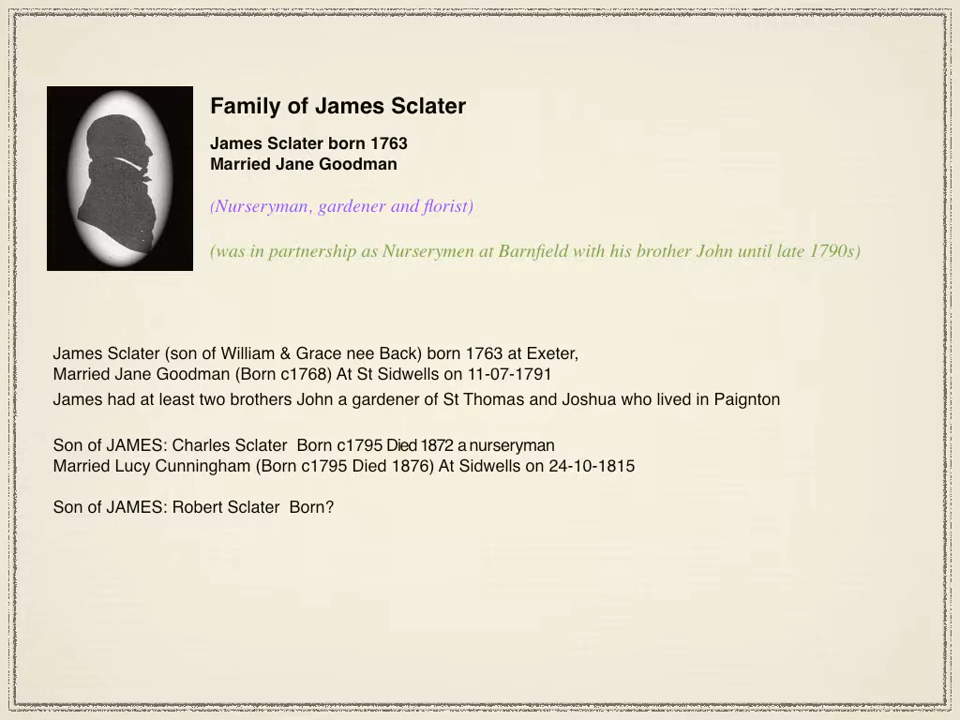 Family of James Sclater
James Sclater born 1763
Married Jane Goodman
(Nurseryman, gardener and florist)
(was in partnership as Nurserymen at Barnfield with his brother John until late 1790s)
James Sclater (son of William & Grace nee Back) born 1763 at Exeter,
Married Jane Goodman (Born c1768) At St Sidwells on 11-07-1791
James had at least two brothers John a gardener of St Thomas and Joshua who lived in Paignton
Son of JAMES: Charles Sclater  Born c1795 Died 1872 a nurseryman
Married Lucy Cunningham (Born c1795 Died 1876) At Sidwells on 24-10-1815
Son of JAMES: Robert Sclater  Born?